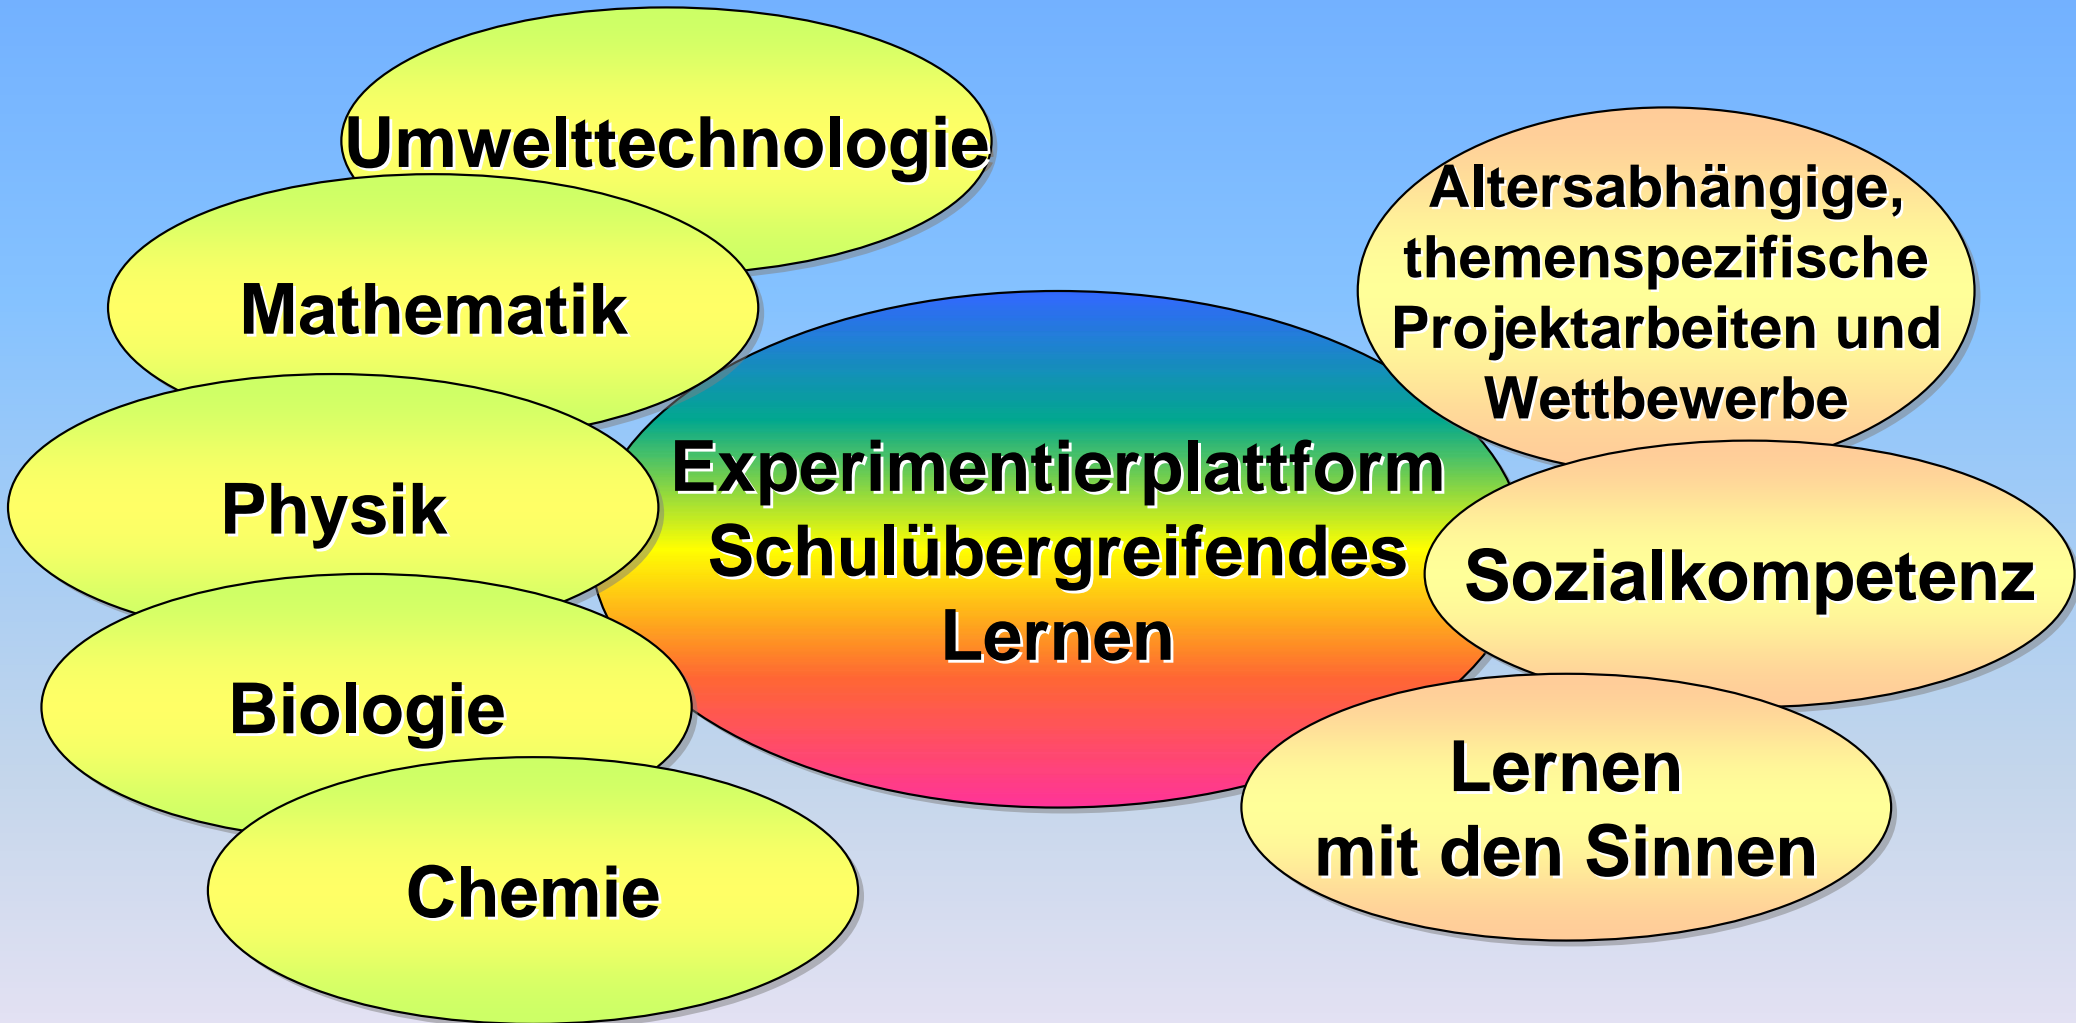 Umwelttechnologie
Mathematik
Physik
Biologie
Chemie
Experimentierplattform
Schulübergreifendes
Lernen
Altersabhängige,
themenspezifische
Projektarbeiten und
Wettbewerbe
Sozialkompetenz
Lernen
mit den Sinnen